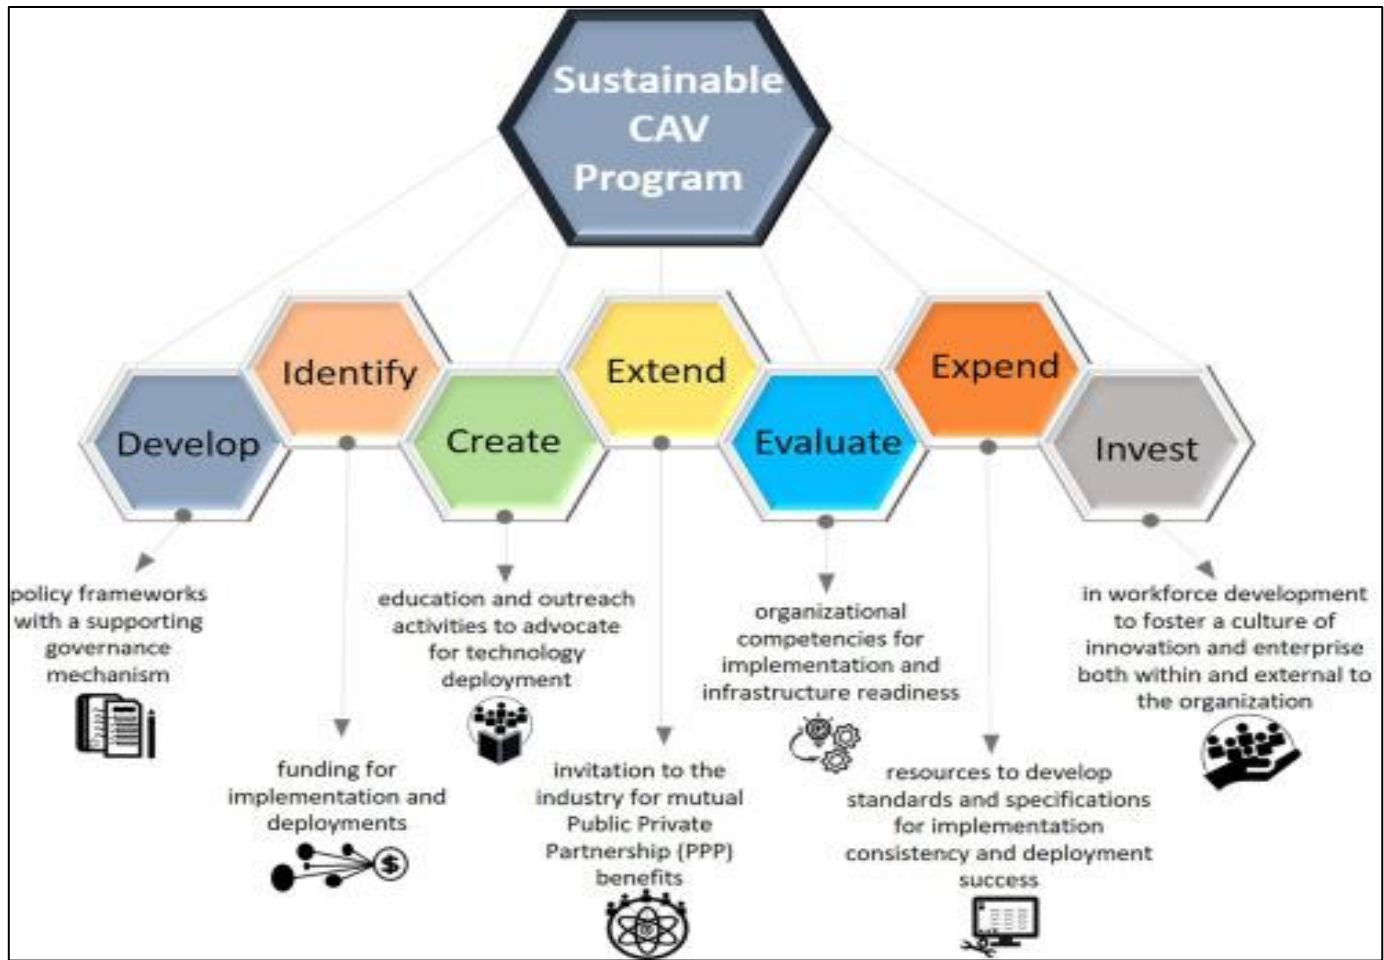 Sustainable
CAV
Program
Develop
Identify
Create
Extend
Evaluate
Expend
Invest
policy frameworks
with a supporting
governance
mechanism
funding for
implementation and
deployments
education and outreach
activities to advocate
for technology
deployment
invitation to the
industry for mutual
Public Private
Partnership (PPP)
benefits
organizational
competencies for
implementation and
infrastructure readiness
resources to develop
standards and specifications
for implementation
consistency and deployment
success
in workforce development
to foster a culture of
innovation and enterprise
both within and external to
the organization
$